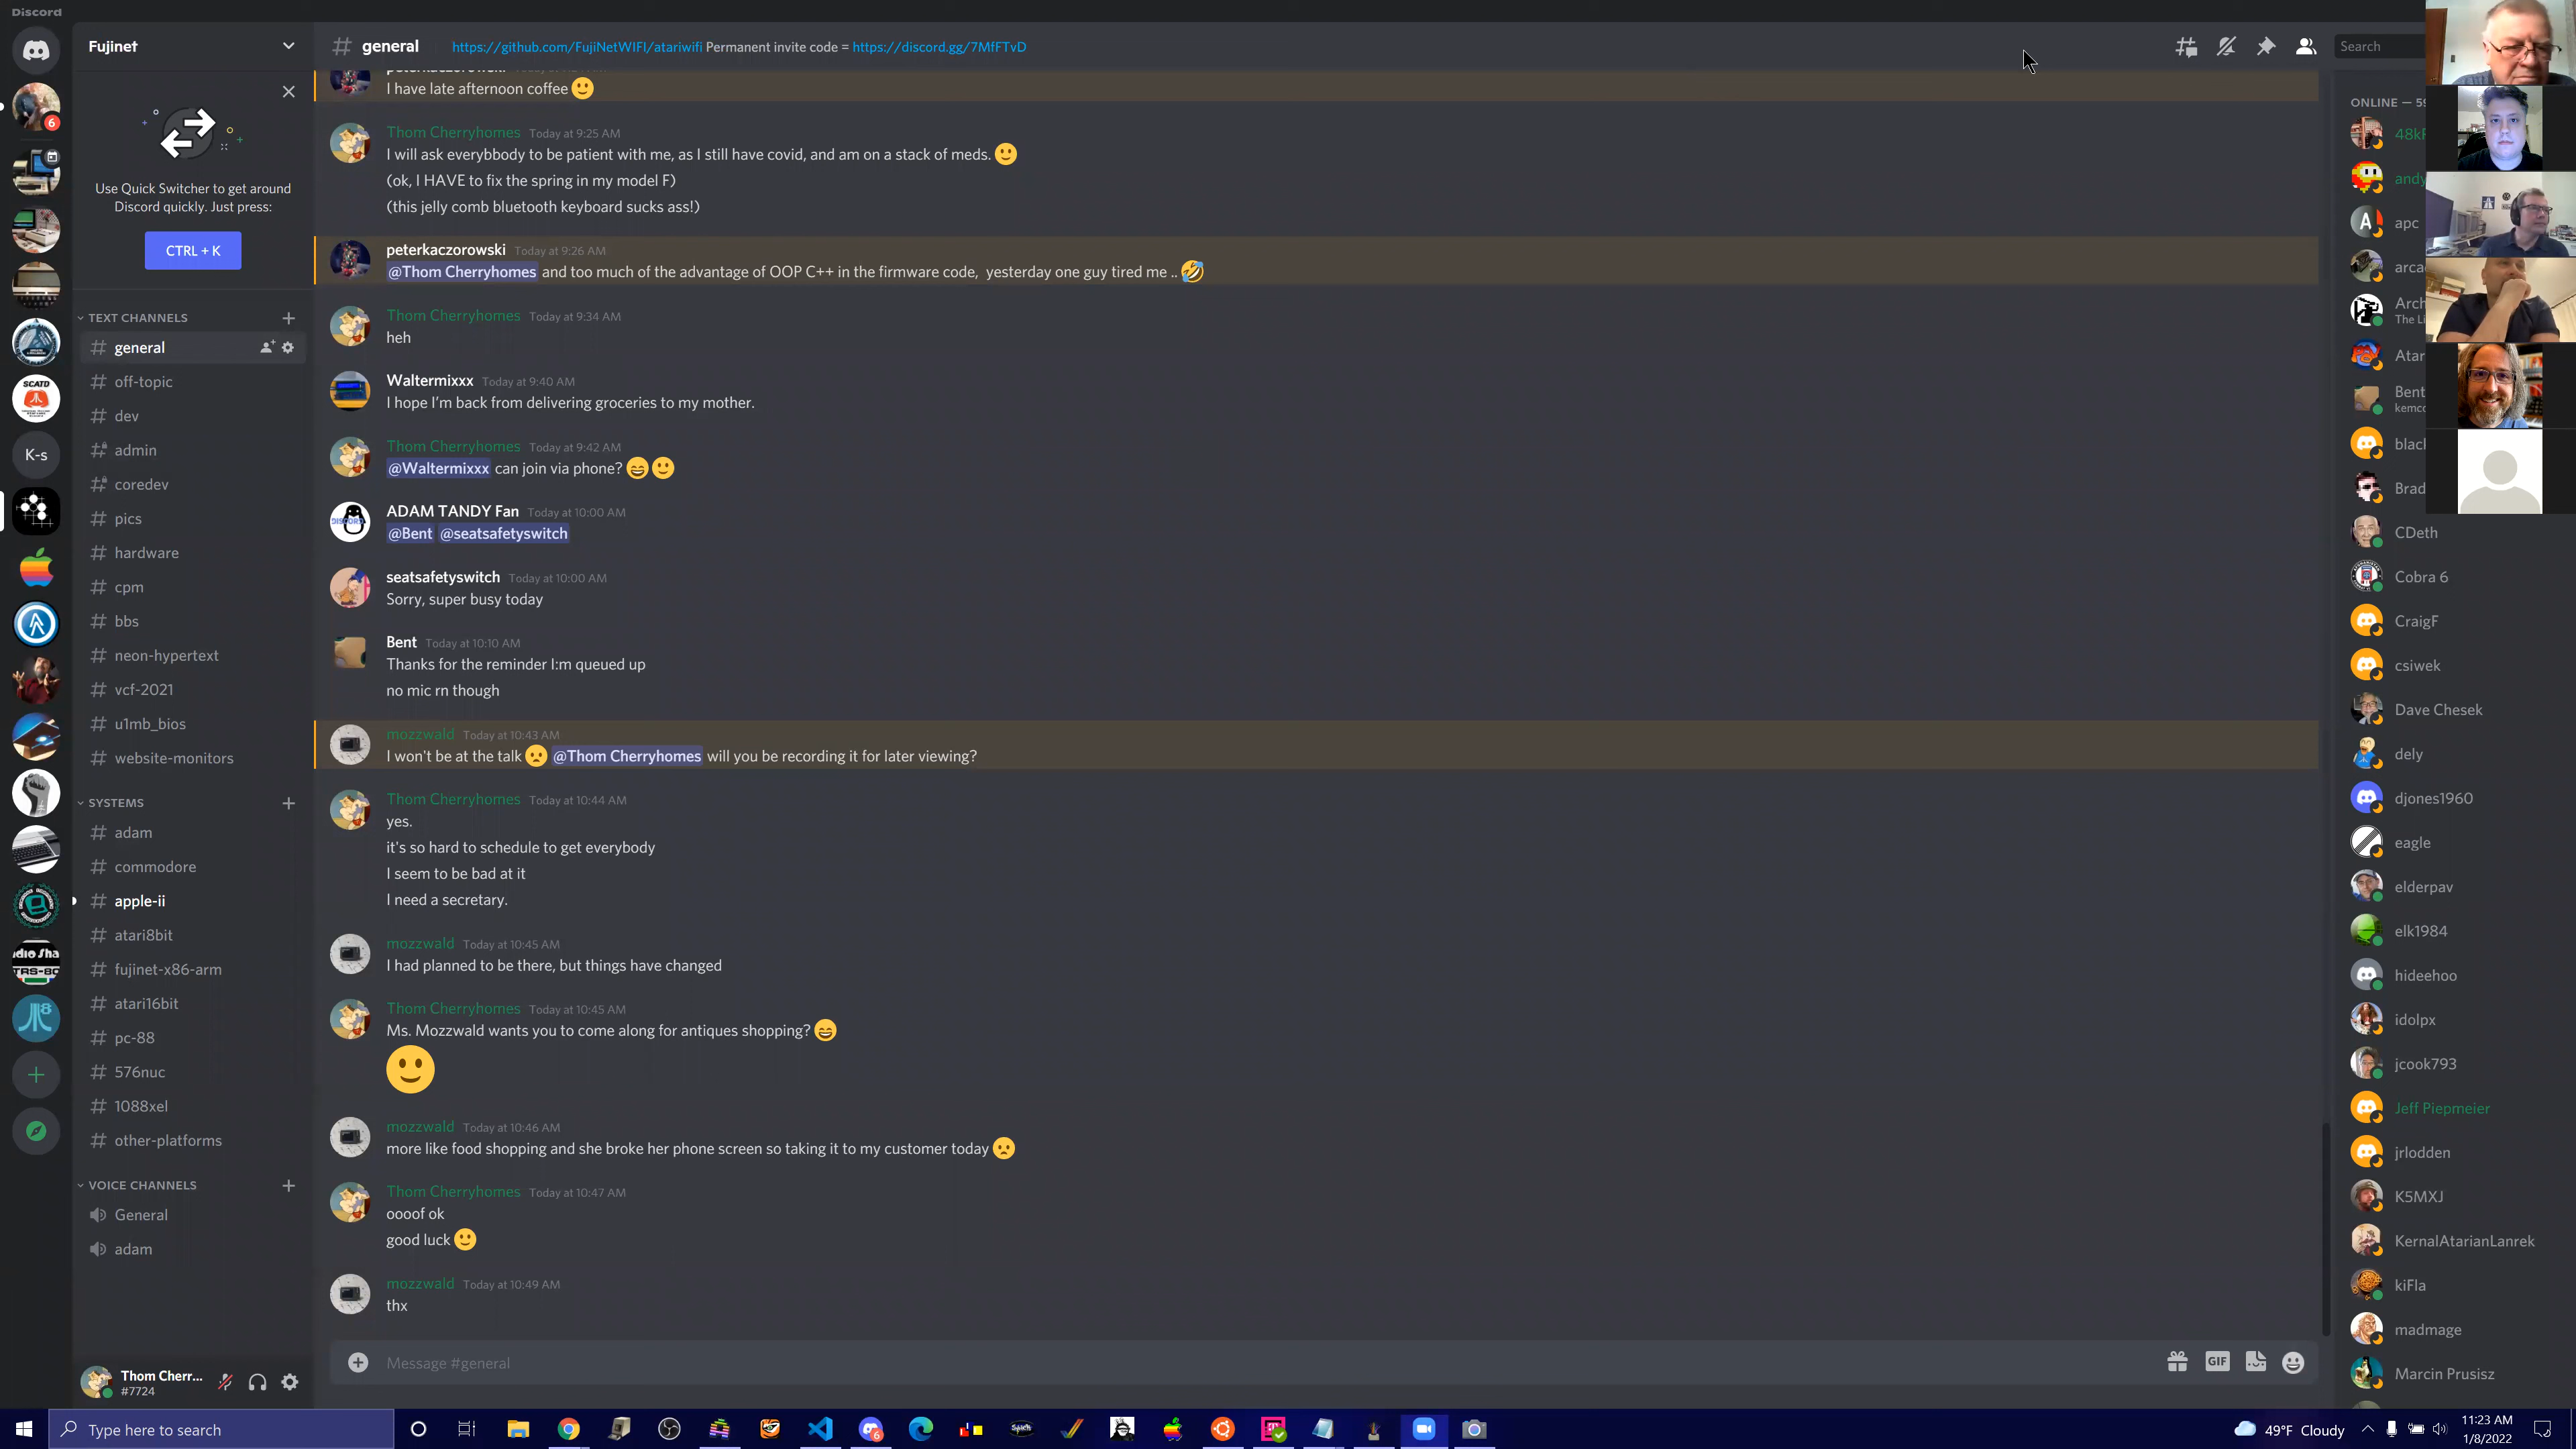 Discord
Fujinet
general https://github.com/FujiNetWIFI/atariwifi Permanent invite code = https://discord.gg/7MfFTvD
Search
6
Use Quick Switcher to get around
Discord quickly. Just press:
CTRL + K
SCATD
K-s
TEXT CHANNELS
# general
# off-topic
# dev
# admin
# coredev
# pics
# hardware
# cpm
# bbs
# neon-hypertext
# vcf-2021
# u1mb_bios
# website-monitors
SYSTEMS
# adam
# commodore
# apple-ii
# atari8bit
# fujinet-x86-arm
# atari16bit
# pc-88
# 576nuc
# 1088xel
# other-platforms
VOICE CHANNELS
General
adam
Thom Cherr...
#7724
peterkaczorowski
I have late afternoon coffee 🙂
Thom Cherryhomes Today at 9:25 AM
I will ask everybbody to be patient with me, as I still have covid, and am on a stack of meds. 🙂
(ok, I HAVE to fix the spring in my model F)
(this jelly comb bluetooth keyboard sucks ass!)
peterkaczorowski Today at 9:26 AM
@Thom Cherryhomes and too much of the advantage of OOP C++ in the firmware code, yesterday one guy tired me .. 🤣
Thom Cherryhomes Today at 9:34 AM
heh
Waltermixxx Today at 9:40 AM
I hope I'm back from delivering groceries to my mother.
Thom Cherryhomes Today at 9:42 AM
@Waltermixxx can join via phone? 😄🙂
ADAM TANDY Fan Today at 10:00 AM
@Bent @seatsafetyswitch
seatsafetyswitch Today at 10:00 AM
Sorry, super busy today
Bent Today at 10:10 AM
Thanks for the reminder I:m queued up
no mic rn though
mozzwald Today at 10:43 AM
I won't be at the talk 🙁 @Thom Cherryhomes will you be recording it for later viewing?
Thom Cherryhomes Today at 10:44 AM
yes.
it's so hard to schedule to get everybody
I seem to be bad at it
I need a secretary.
mozzwald Today at 10:45 AM
I had planned to be there, but things have changed
Thom Cherryhomes Today at 10:45 AM
Ms. Mozzwald wants you to come along for antiques shopping? 😄
🙂
mozzwald Today at 10:46 AM
more like food shopping and she broke her phone screen so taking it to my customer today 🙁
Thom Cherryhomes Today at 10:47 AM
oooof ok
good luck 🙂
mozzwald Today at 10:49 AM
thx
Message #general
GIF
ONLINE — 59
48k
andy
apc
arca
Arch
The Li
Atar
Bent
kemco
black
Brad
CDeth
Cobra 6
CraigF
csiwek
Dave Chesek
dely
djones1960
eagle
elderpav
elk1984
hideehoo
idolpx
jcook793
Jeff Piepmeier
jrlodden
K5MXJ
KernalAtarianLanrek
kiFla
madmage
Marcin Prusisz
Type here to search
49°F Cloudy
11:23 AM
1/8/2022